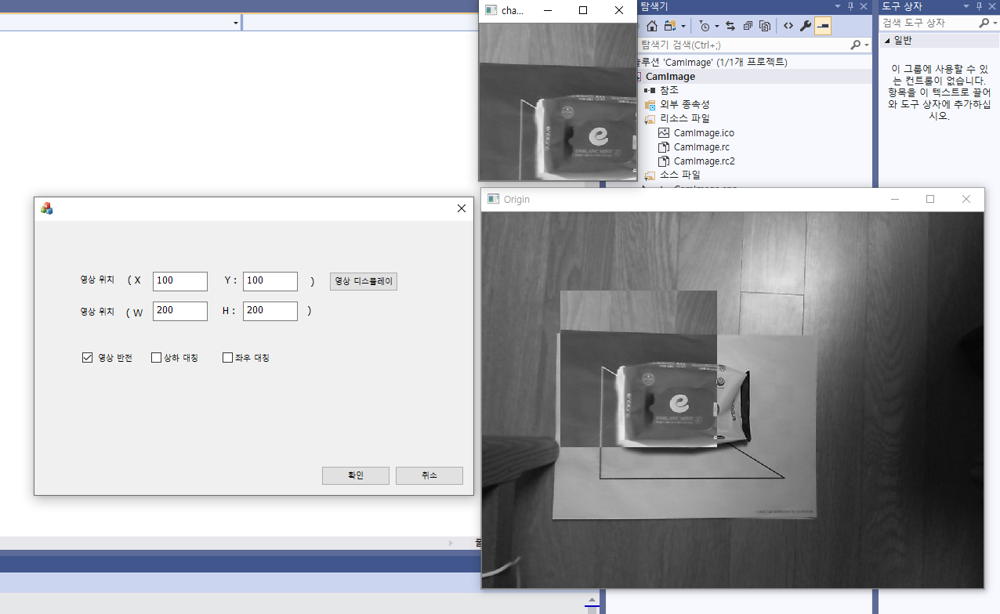 cha...
탐색기
도구 상자
검색 도구 상자
탐색기 검색(Ctrl+;)
일반
솔루션 'CamImage' (1/1개 프로젝트)
CamImage
참조
외부 종속성
리소스 파일
CamImage.ico
CamImage.rc
CamImage.rc2
소스 파일
이 그룹에 사용할 수 있
는 컨트롤이 없습니다.
항목을 이 텍스트로 끌어
와 도구 상자에 추가하십
시오.
e
ENBLANC MINT
Origin
영상 위치 ( X 100 Y : 100 ) 영상 디스플레이
영상 위치 ( W 200 H : 200 )
영상 반전 상하 대칭 좌우 대칭
확인 취소
e
ENBLANC MINT